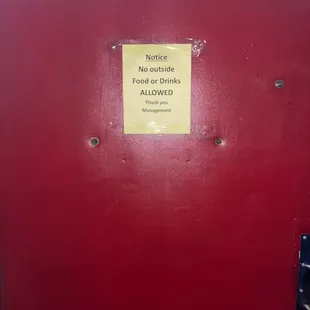 Notice
No outside
Food or Drinks
ALLOWED
Thank you
Management